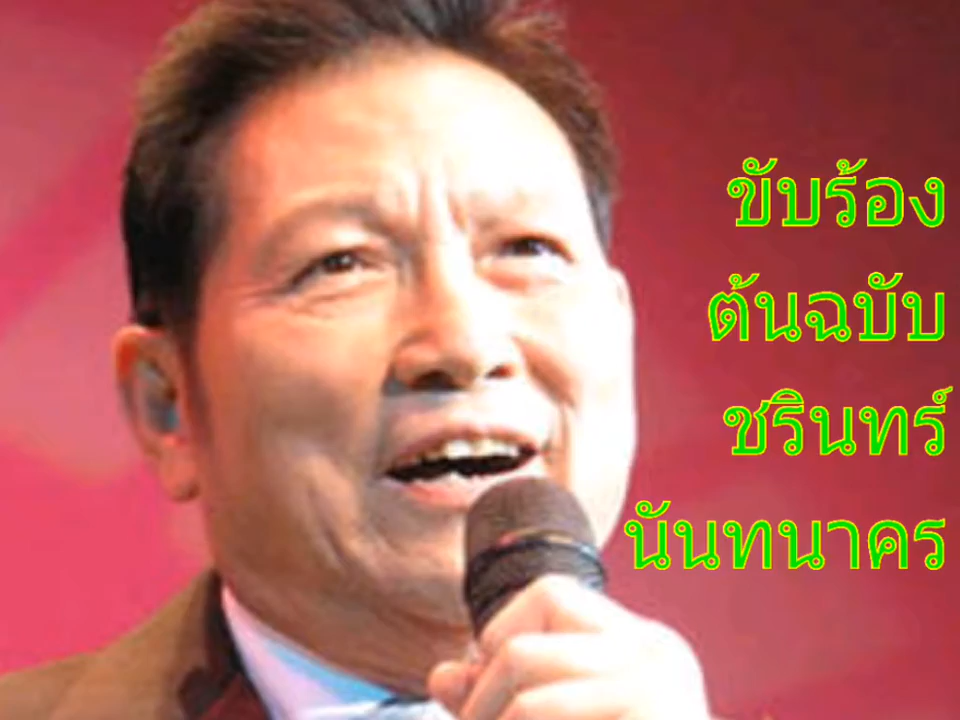 ขับร้อง
ต้นฉบับ
ชรินทร์
นันทนาคร